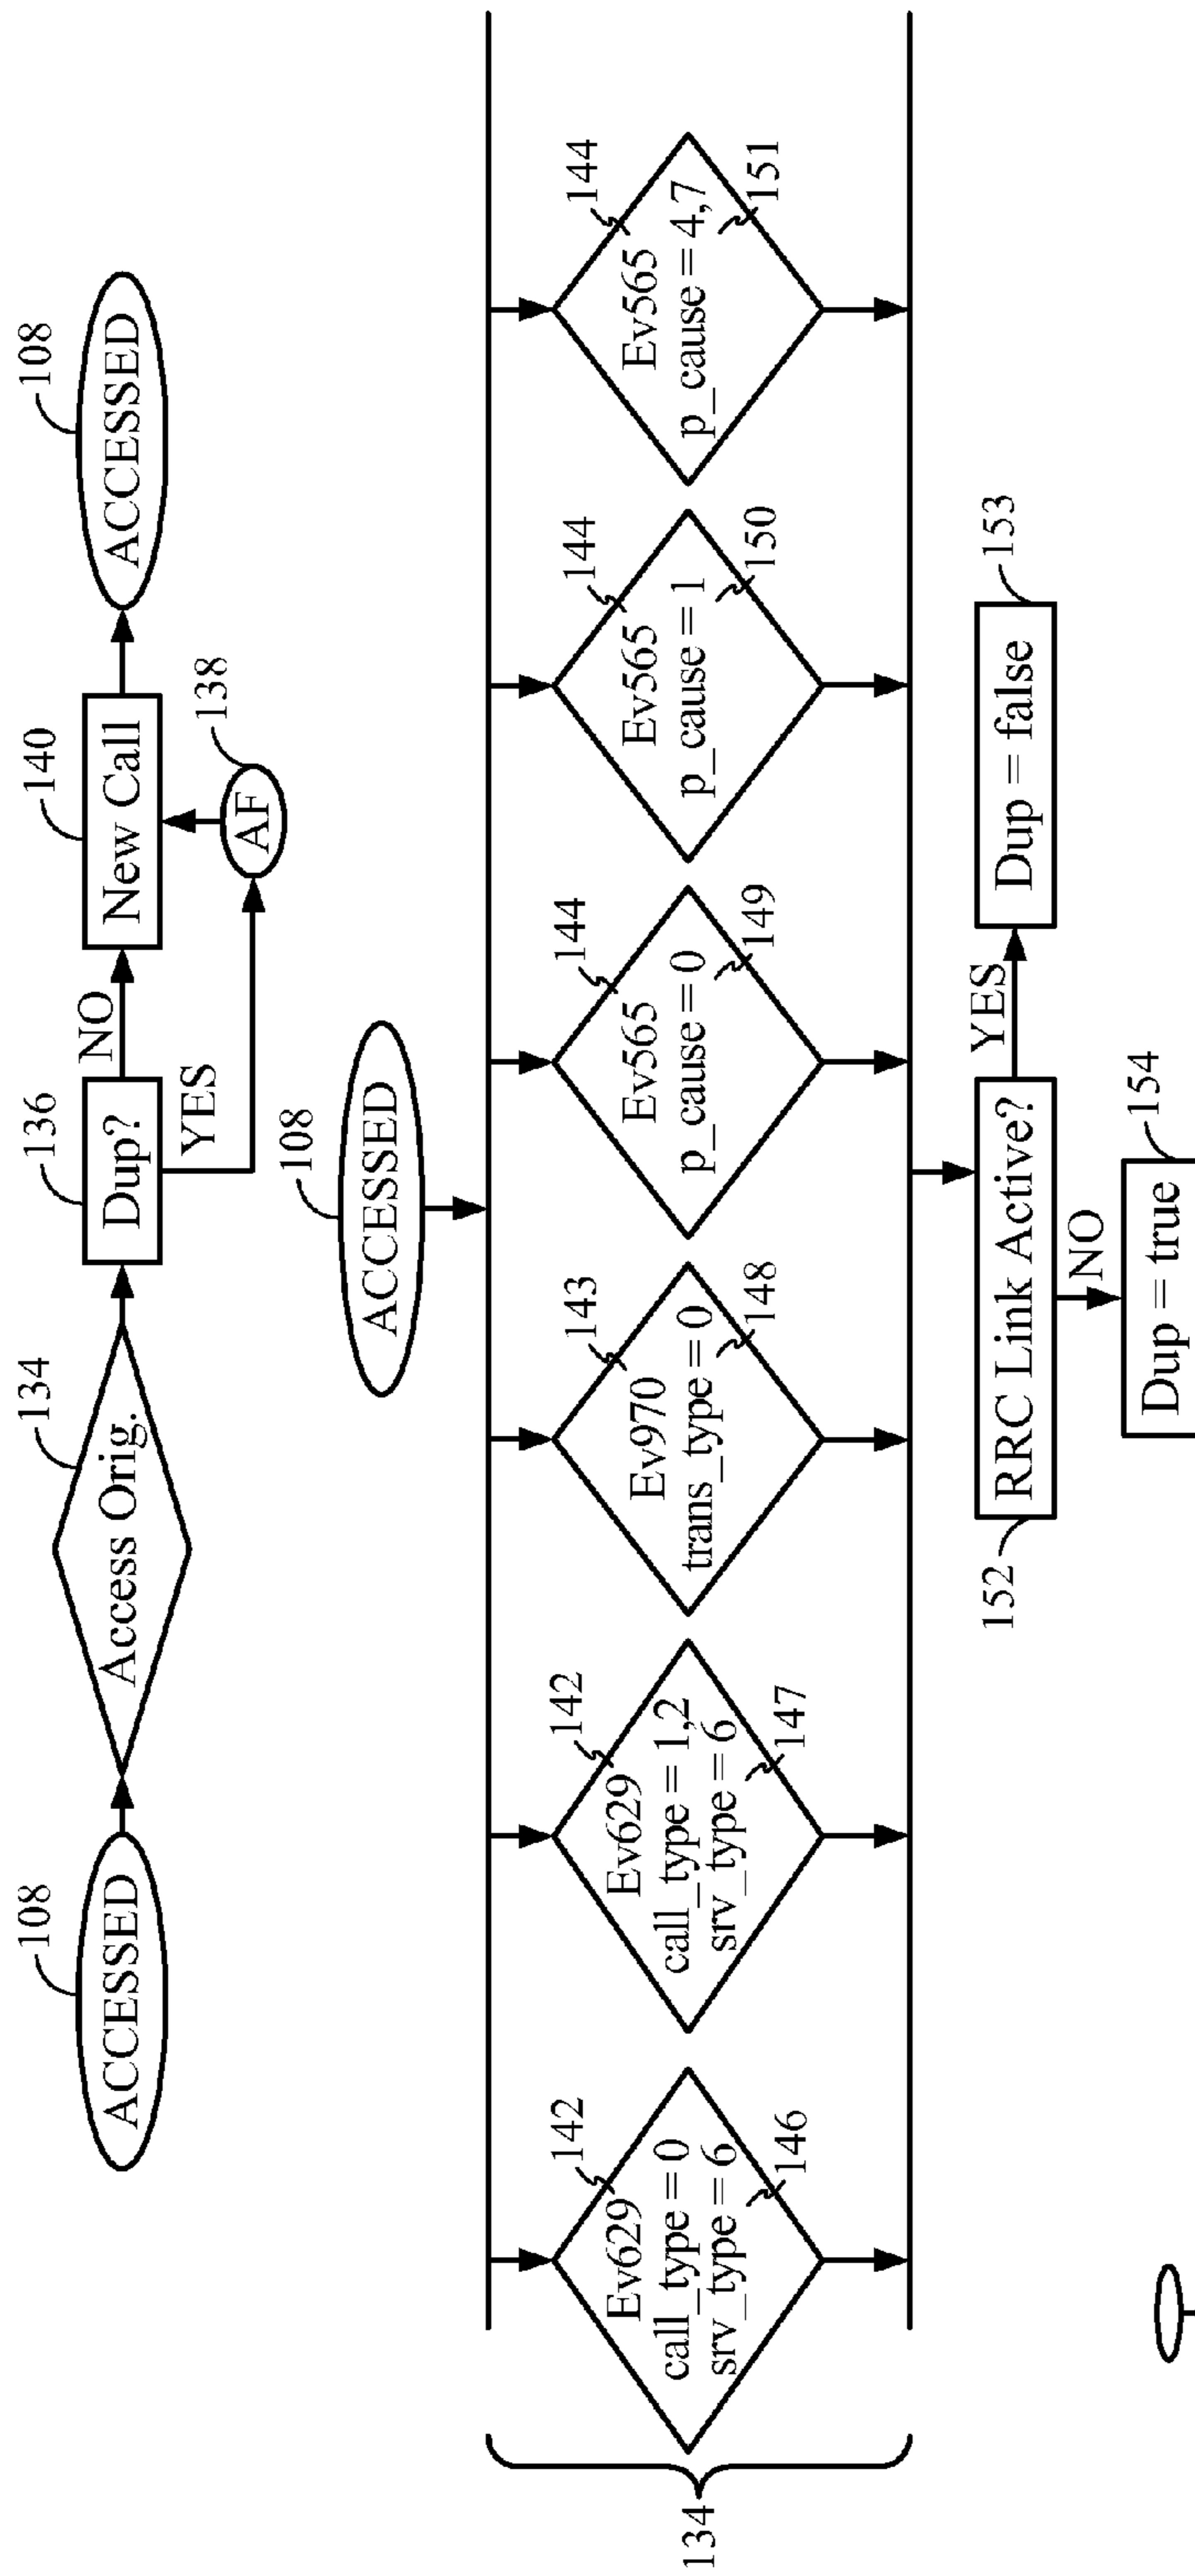 108
ACCESSED
134
Access Orig.
136
Dup?
NO
YES
140
New Call
138
AF
108
ACCESSED
108
ACCESSED
134
142
Ev629
call_type = 0
srv_type = 6
146
142
Ev629
call_type = 1,2
srv_type = 6
147
143
Ev970
trans_type = 0
148
144
Ev565
p_cause = 0
149
144
Ev565
p_cause = 1
150
144
Ev565
p_cause = 4,7
151
152
RRC Link Active?
YES
153
Dup = false
NO
154
Dup = true